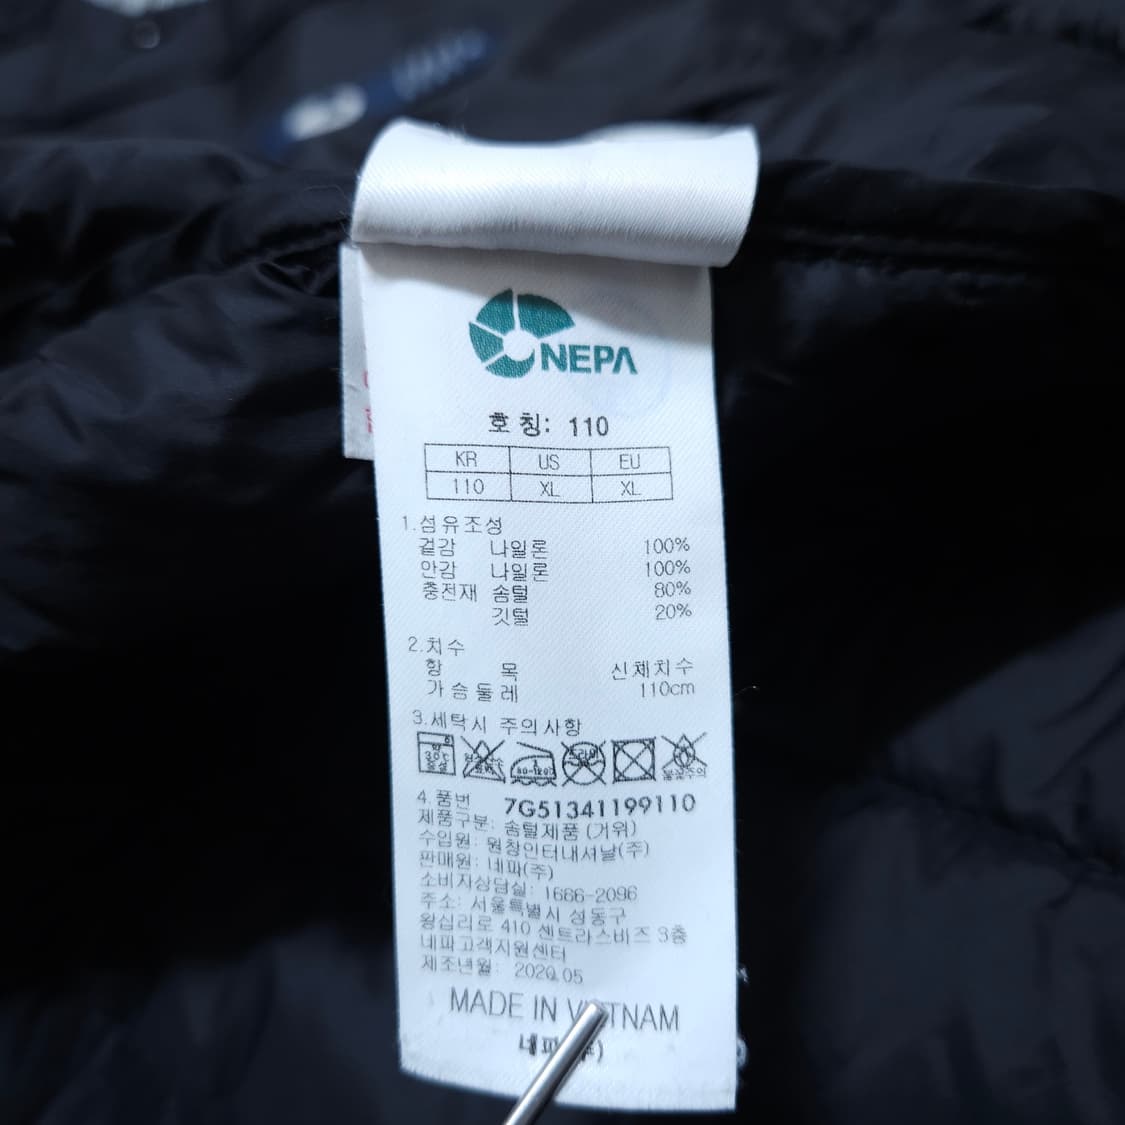 NEPA
호 칭: 110
KR US EU
110 XL XL
1.섬유조성
겉감 나일론 100%
안감 나일론 100%
충전재 솜털 80%
깃털 20%
2.치수
항 목 신체치수
가슴둘레 110cm
3.세탁시 주의사항
4.품번 7G51341199110
제품구분: 솜털제품 (거위)
수입원: 원창인터내셔날(주)
판매원: 네파(주)
소비자상담실: 1666-2096
주소: 서울특별시 성동구
왕십리로 410 센트라스비즈 3층
네파고객지원센터
제조년월: 2020.05
MADE IN